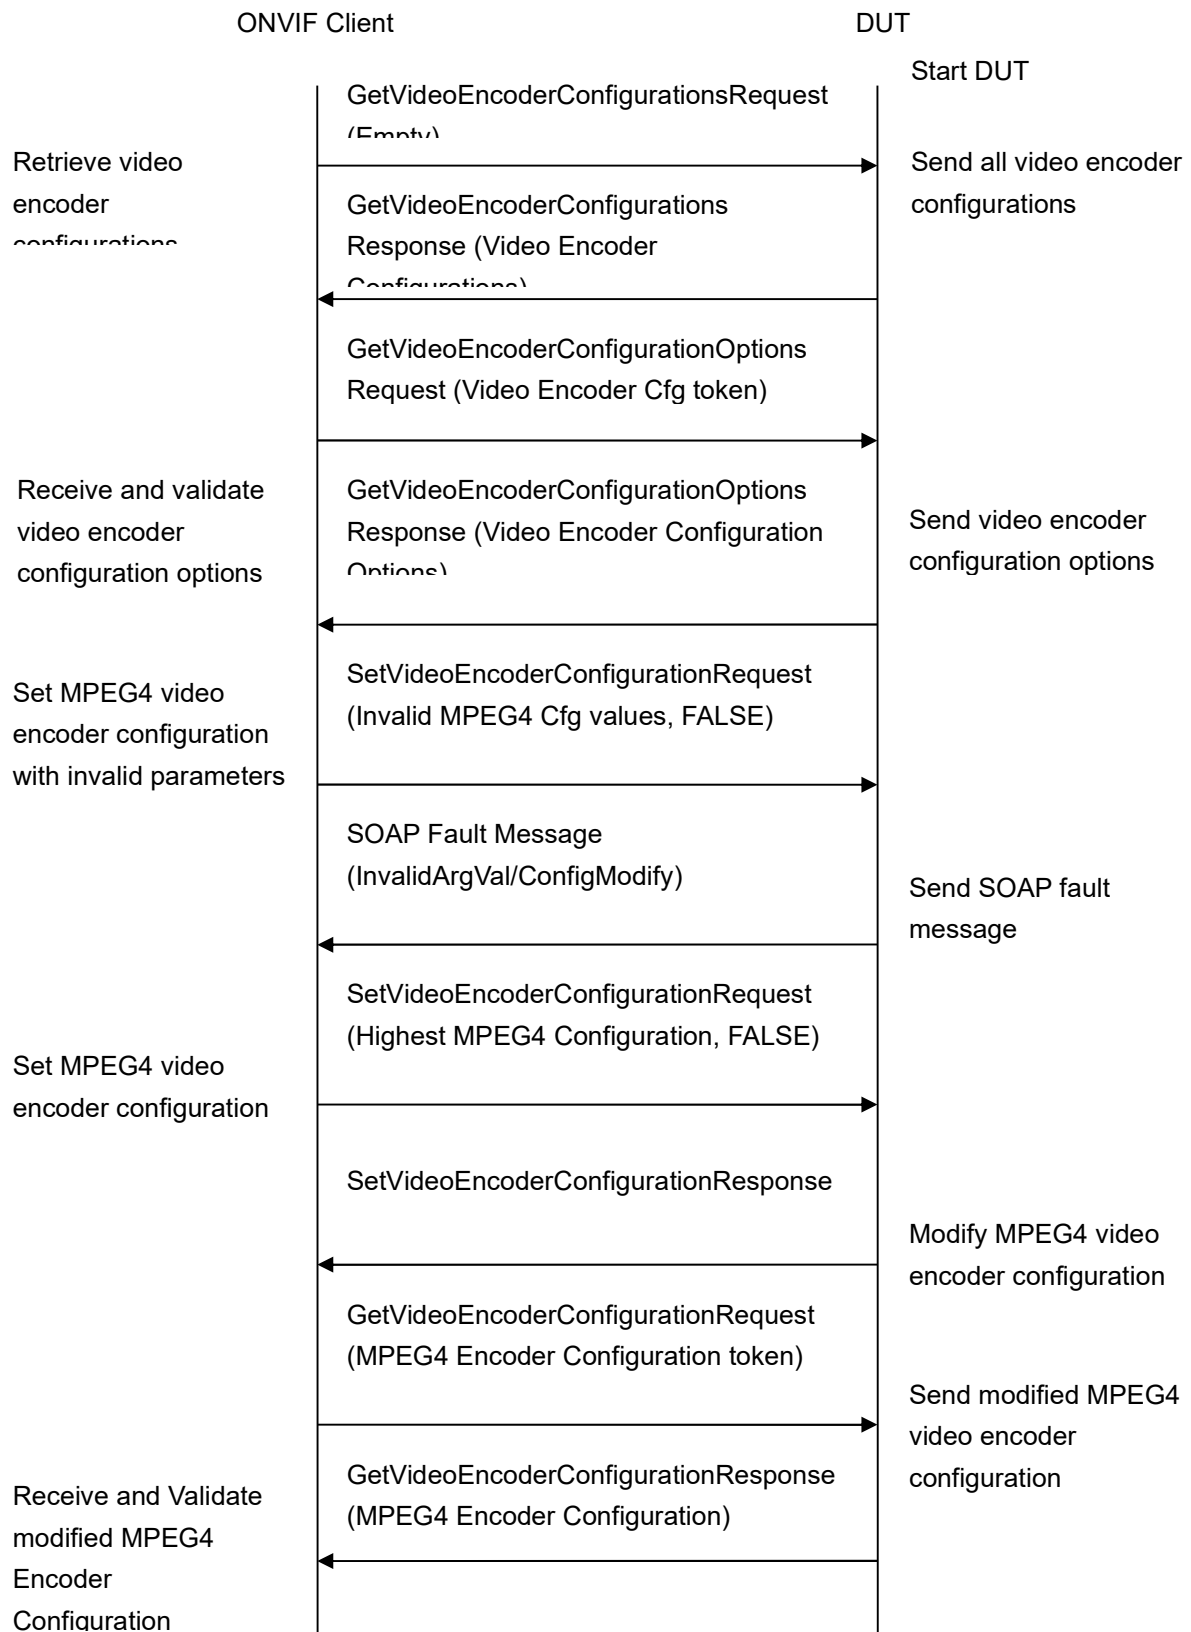 ONVIF Client
DUT
Start DUT
GetVideoEncoderConfigurationsRequest
(Empty)
Retrieve video
encoder
configurations
Send all video encoder
configurations
GetVideoEncoderConfigurations
Response (Video Encoder
Configurations)
GetVideoEncoderConfigurationOptions
Request (Video Encoder Cfg token)
Receive and validate
video encoder
configuration options
GetVideoEncoderConfigurationOptions
Response (Video Encoder Configuration
Options)
Send video encoder
configuration options
SetVideoEncoderConfigurationRequest
(Invalid MPEG4 Cfg values, FALSE)
Set MPEG4 video
encoder configuration
with invalid parameters
SOAP Fault Message
(InvalidArgVal/ConfigModify)
Send SOAP fault
message
SetVideoEncoderConfigurationRequest
(Highest MPEG4 Configuration, FALSE)
Set MPEG4 video
encoder configuration
SetVideoEncoderConfigurationResponse
Modify MPEG4 video
encoder configuration
GetVideoEncoderConfigurationRequest
(MPEG4 Encoder Configuration token)
Send modified MPEG4
video encoder
configuration
GetVideoEncoderConfigurationResponse
(MPEG4 Encoder Configuration)
Receive and Validate
modified MPEG4
Encoder
Configuration